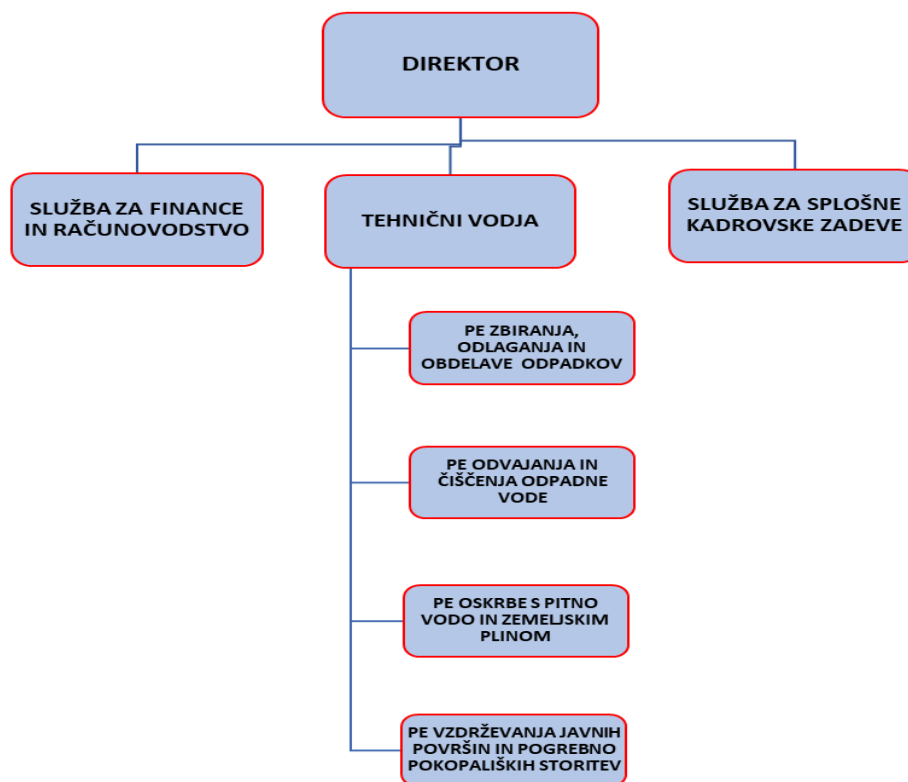 DIREKTOR
SLUŽBA ZA FINANCE
IN RAČUNOVODSTVO
TEHNIČNI VODJA
SLUŽBA ZA SPLOŠNE
KADROVSKE ZADEVE
PE ZBIRANJA,
ODLAGANJA IN
OBDELAVE ODPADKOV
PE ODVAJANJA IN
ČIŠČENJA ODPADNE
VODE
PE OSKRBE S PITNO
VODO IN ZEMELJSKIM
PLINOM
PE VZDRŽEVANJA JAVNIH
POVRŠIN IN POGREBNO
POKOPALIŠKIH STORITEV